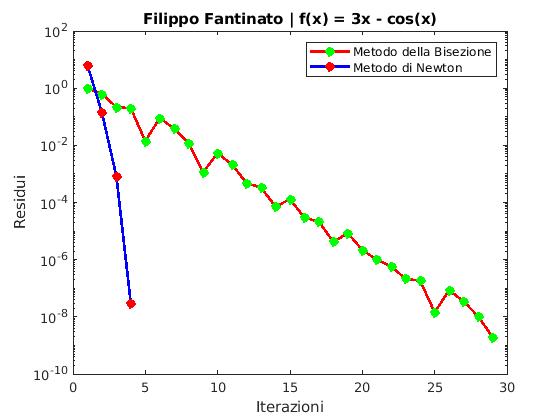 Filippo Fantinato | f(x) = 3x - cos(x)
Metodo della Bisezione
Metodo di Newton
Residui
10^2
10^0
10^-2
10^-4
10^-6
10^-8
10^-10
0 5 10 15 20 25 30
Iterazioni